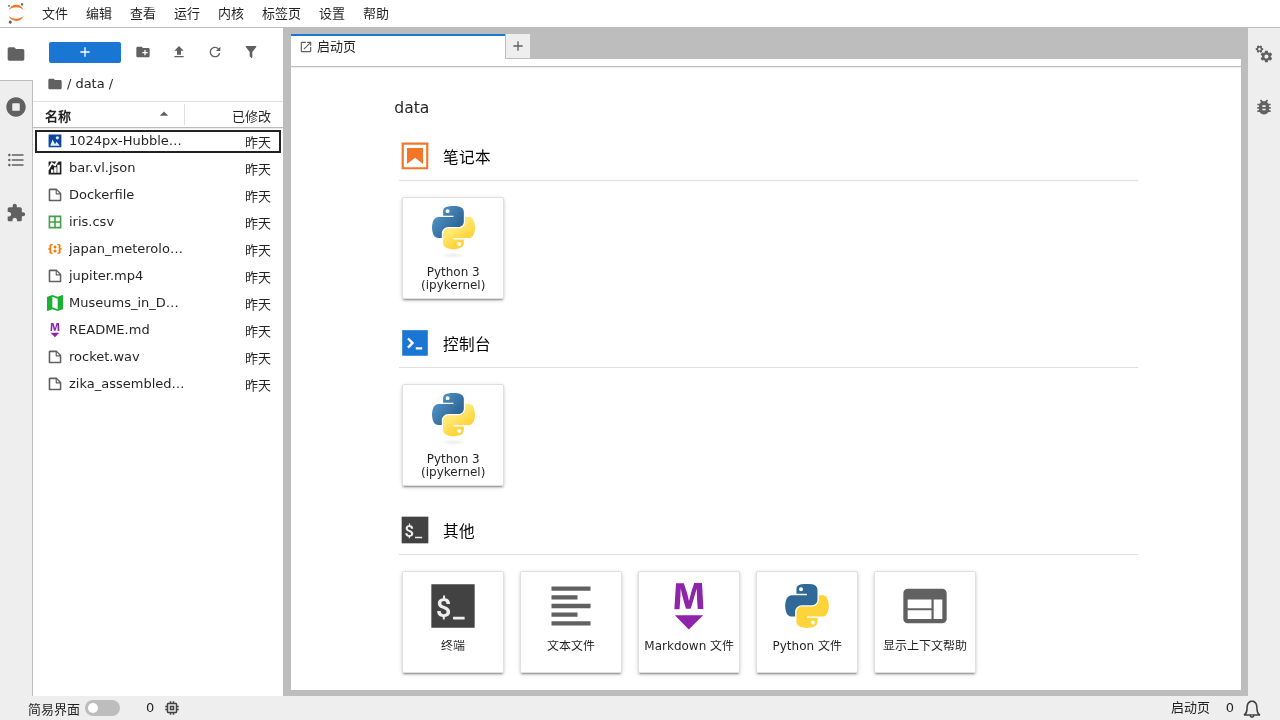 文件 编辑 查看 运行 内核 标签页 设置 帮助
启动页
/ data /
名称 已修改
1024px-Hubble... 昨天
bar.vl.json 昨天
Dockerfile 昨天
iris.csv 昨天
japan_meterolo... 昨天
jupiter.mp4 昨天
Museums_in_D... 昨天
README.md 昨天
rocket.wav 昨天
zika_assembled... 昨天
data
笔记本
Python 3
(ipykernel)
控制台
Python 3
(ipykernel)
其他
终端 文本文件 Markdown 文件 Python 文件 显示上下文帮助
简易界面 0 启动页 0